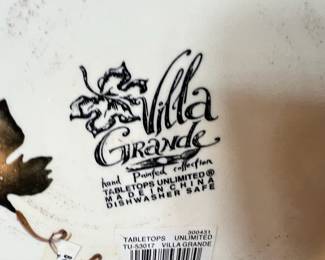 Villa
Grande
hand Painted collection
TABLETOPS UNLIMITED®
MADE IN CHINA
DISHWASHER SAFE
300431
TABLETOPS UNLIMITED
TU-53017 VILLA GRANDE